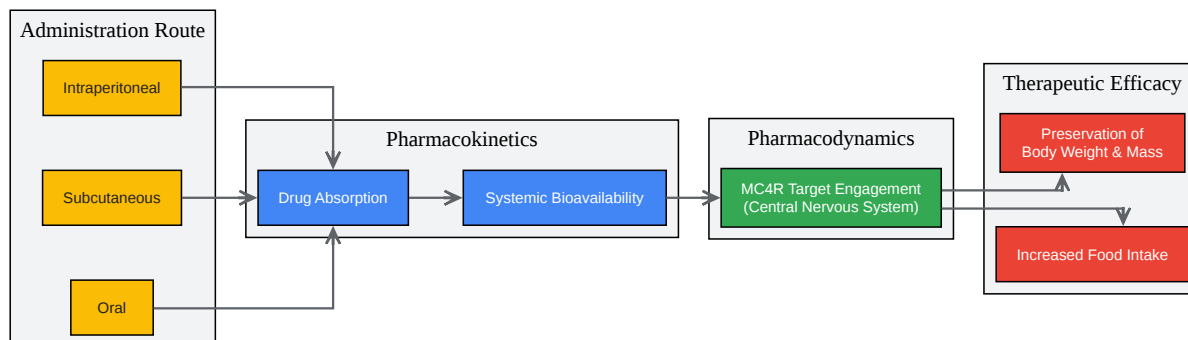 Administration Route
Intraperitoneal
Subcutaneous
Oral
Pharmacokinetics
Drug Absorption
Systemic Bioavailability
Pharmacodynamics
MC4R Target Engagement
(Central Nervous System)
Therapeutic Efficacy
Preservation of
Body Weight & Mass
Increased Food Intake